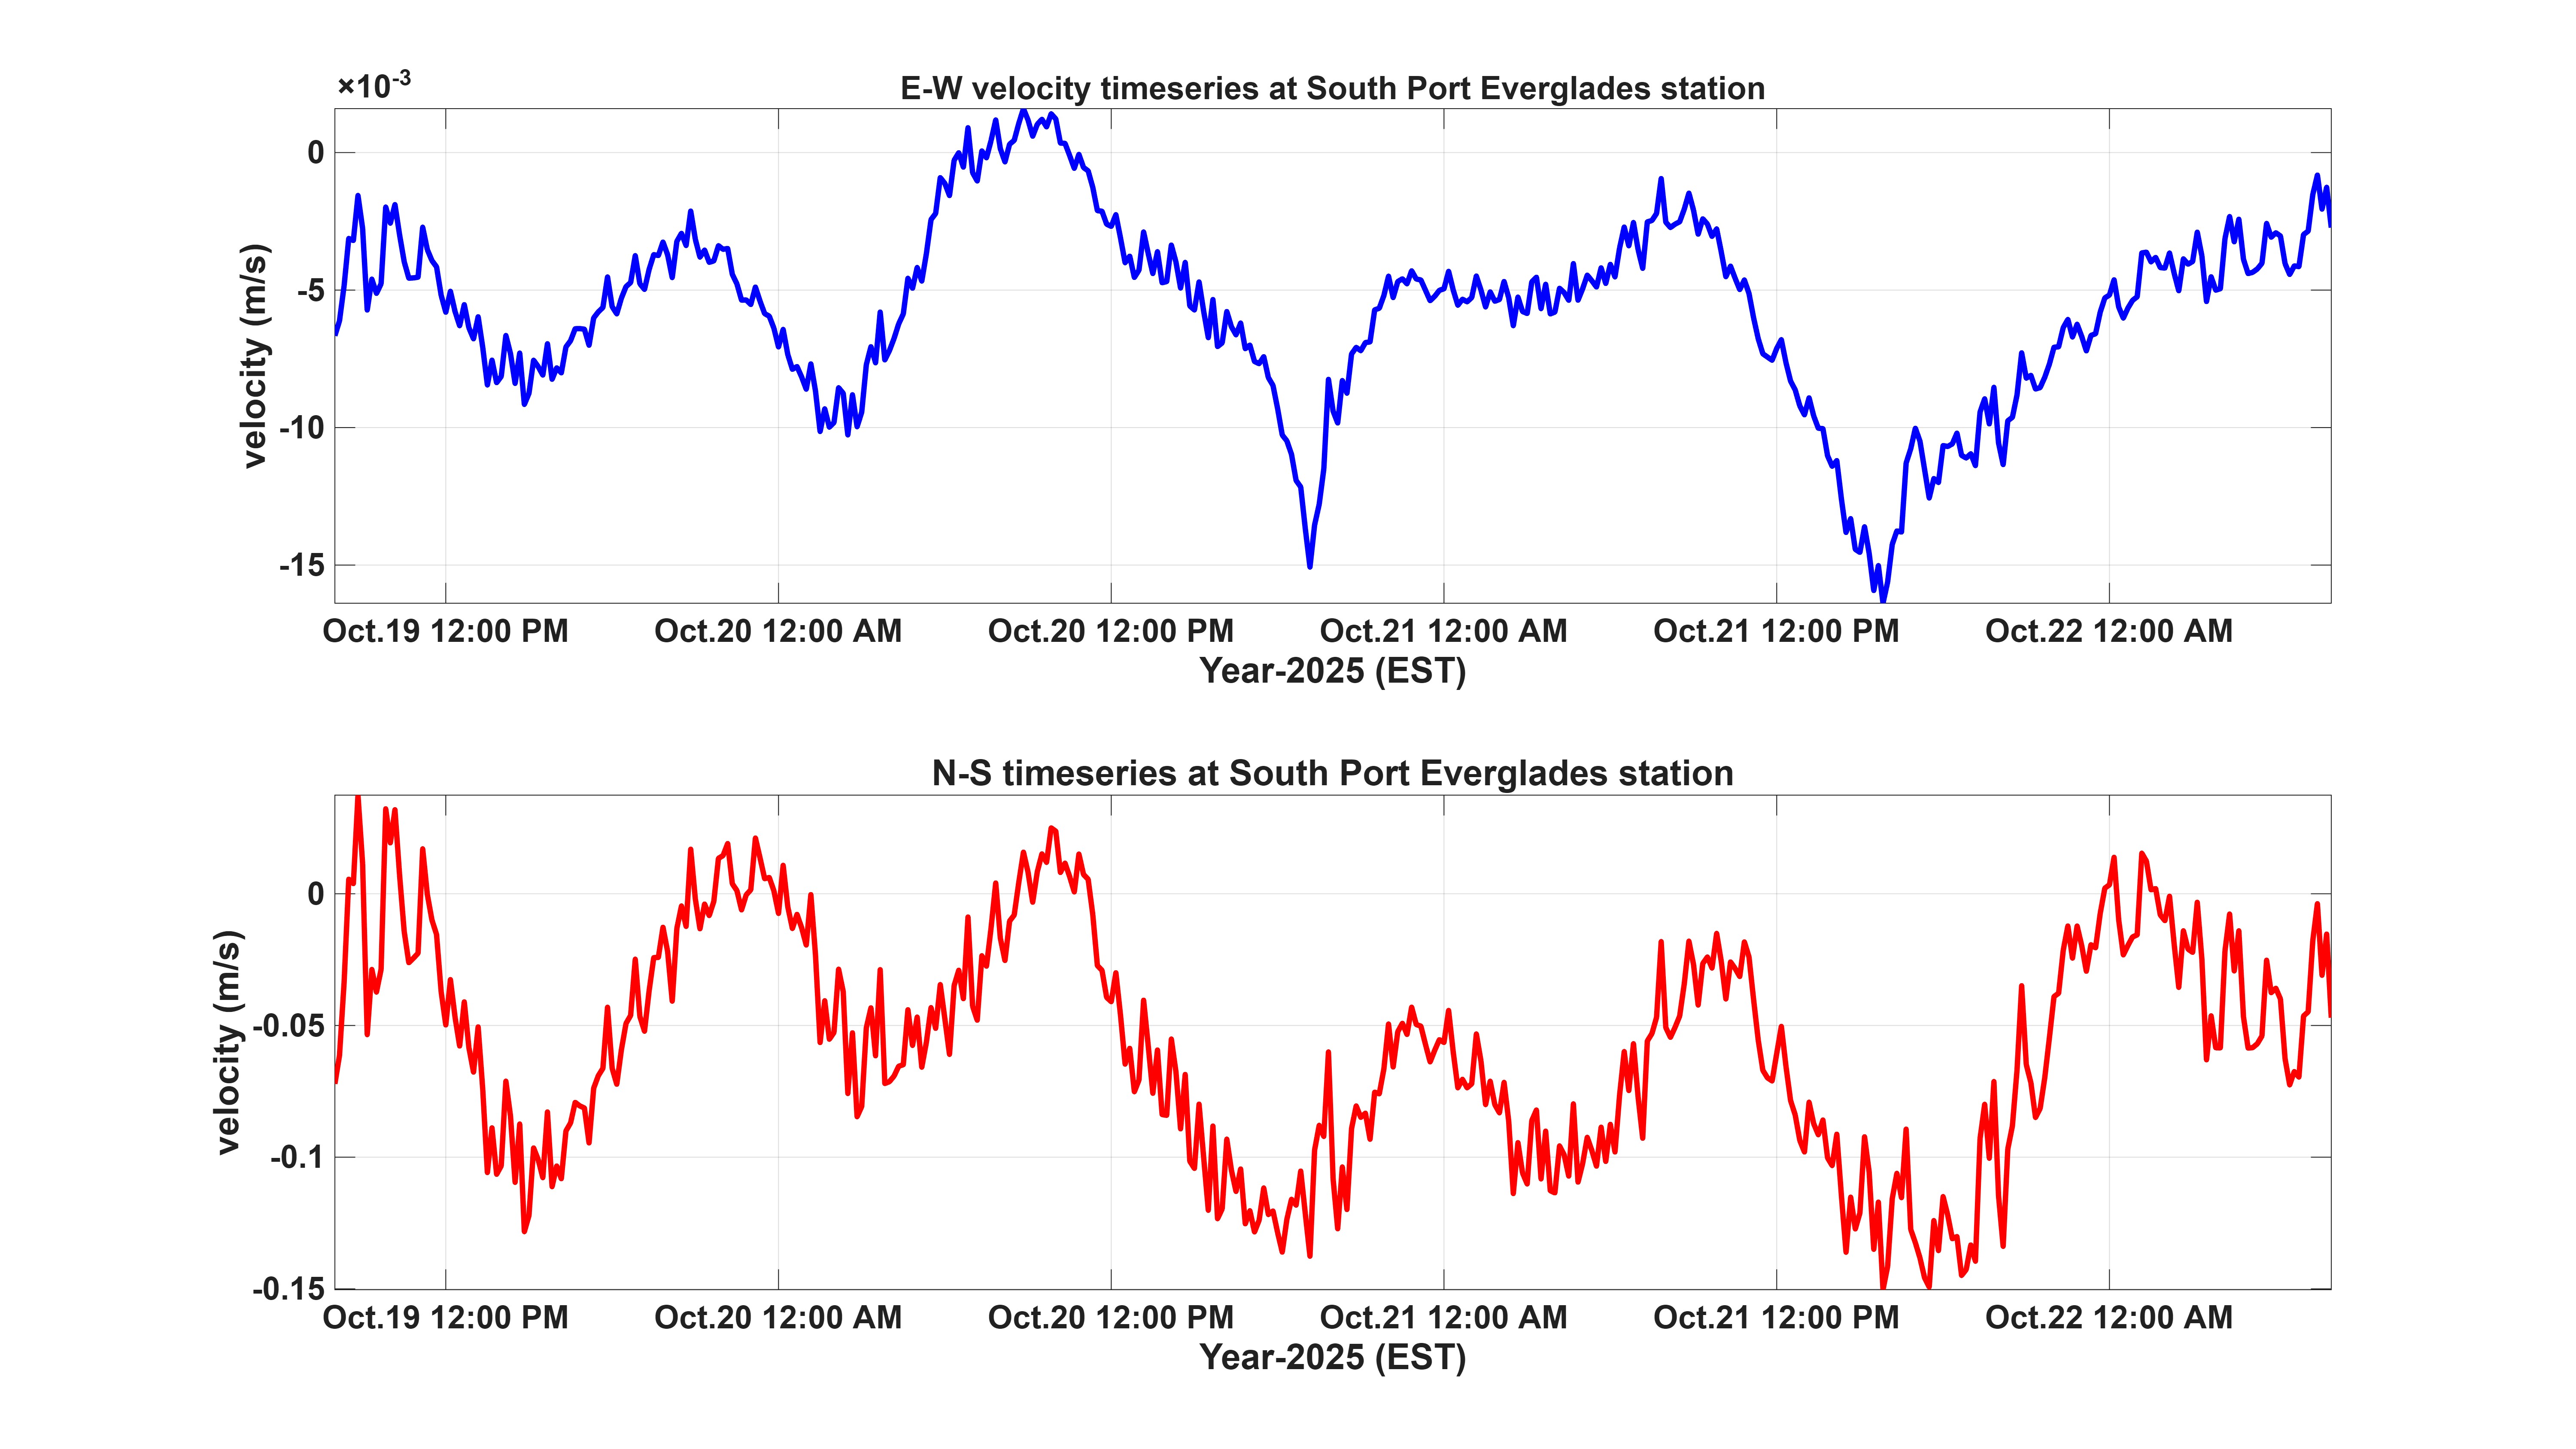 ×10-3
E-W velocity timeseries at South Port Everglades station
0
-5
-10
-15
velocity (m/s)
Oct.19 12:00 PM Oct.20 12:00 AM Oct.20 12:00 PM Oct.21 12:00 AM Oct.21 12:00 PM Oct.22 12:00 AM
Year-2025 (EST)
N-S timeseries at South Port Everglades station
0
-0.05
-0.1
-0.15
velocity (m/s)
Oct.19 12:00 PM Oct.20 12:00 AM Oct.20 12:00 PM Oct.21 12:00 AM Oct.21 12:00 PM Oct.22 12:00 AM
Year-2025 (EST)